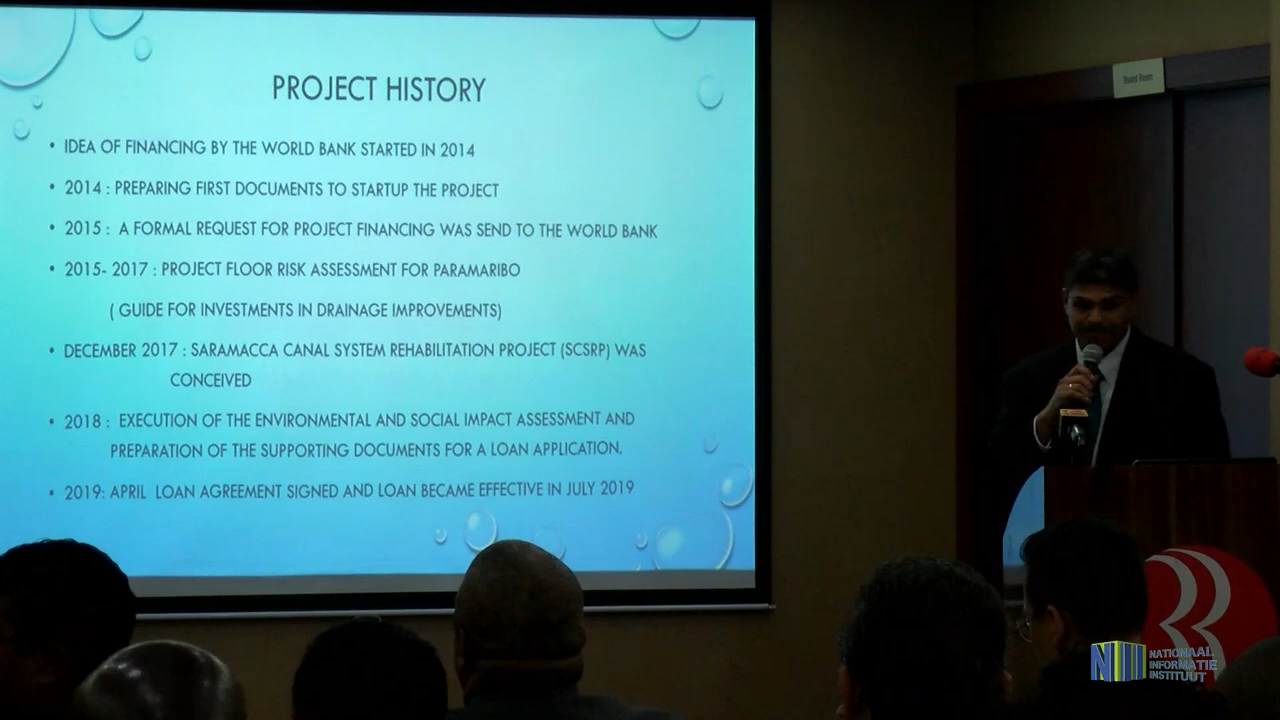 PROJECT HISTORY
• IDEA OF FINANCING BY THE WORLD BANK STARTED IN 2014
• 2014 : PREPARING FIRST DOCUMENTS TO STARTUP THE PROJECT
• 2015 : A FORMAL REQUEST FOR PROJECT FINANCING WAS SEND TO THE WORLD BANK
• 2015- 2017 : PROJECT FLOOR RISK ASSESSMENT FOR PARAMARIBO
( GUIDE FOR INVESTMENTS IN DRAINAGE IMPROVEMENTS)
• DECEMBER 2017 : SARAMACCA CANAL SYSTEM REHABILITATION PROJECT (SCSRP) WAS
CONCEIVED
• 2018 : EXECUTION OF THE ENVIRONMENTAL AND SOCIAL IMPACT ASSESSMENT AND
PREPARATION OF THE SUPPORTING DOCUMENTS FOR A LOAN APPLICATION.
• 2019: APRIL LOAN AGREEMENT SIGNED AND LOAN BECAME EFFECTIVE IN JULY 2019
Board Room
NII
NATIONAAL
INFORMATIE
INSTITUUT